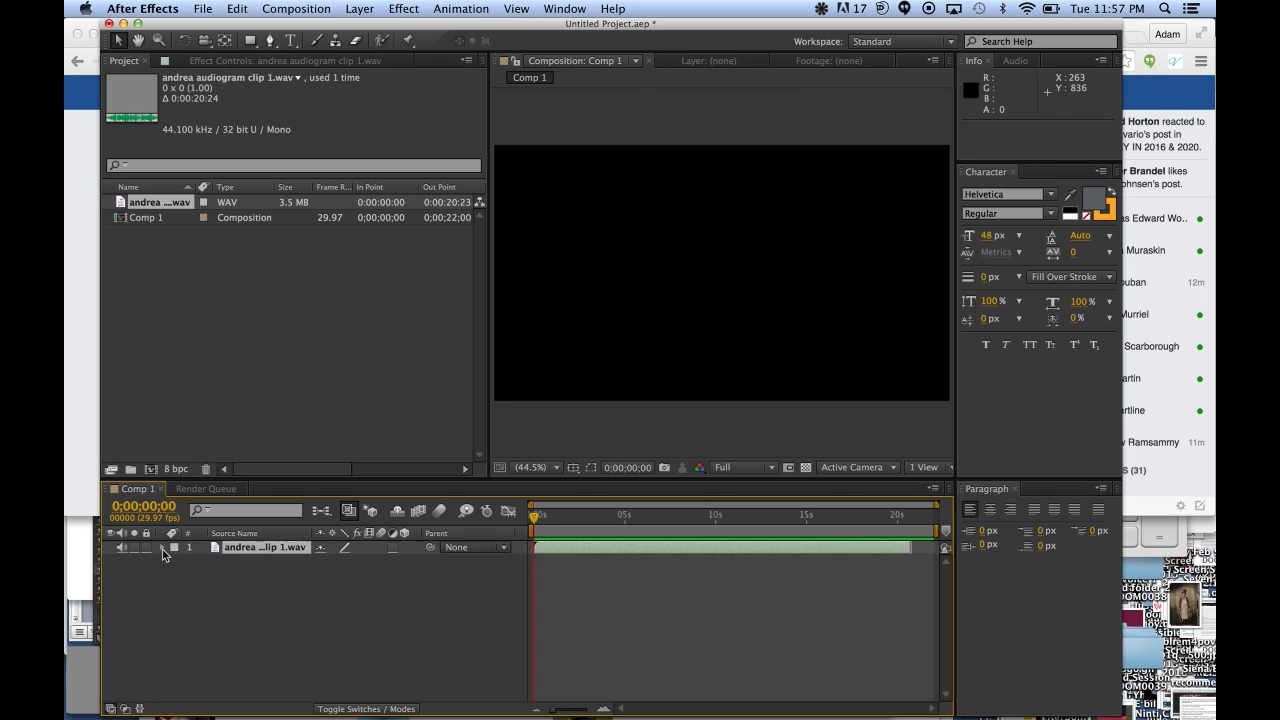 After Effects File Edit Composition Layer Effect Animation View Window Help 17 Tue 11:57 PM
Untitled Project.aep *
Workspace: Standard Search Help
Adam
Project × Effect Controls: andrea audiogram clip 1.wav
Composition: Comp 1 × Layer: (none) Footage: (none)
Info × Audio
andrea audiogram clip 1.wav , used 1 time
0 x 0 (1.00)
Δ 0:00:20:24
44.100 kHz / 32 bit U / Mono
Comp 1
R :
G :
B :
A : 0
X : 263
Y : 836
Name Type Size Frame R... In Point Out Point
andrea ....wav WAV 3.5 MB 0:00:00:00 0:00:20:23
Comp 1 Composition 29.97 0;00;00;00 0;00;22;00
8 bpc
(44.5%) 0;00;00;00 Full Active Camera 1 View
Character ×
Helvetica
Regular
48 px Auto
Metrics 0
0 px Fill Over Stroke
100 % 100 %
0 px 0 %
T T TT Tт T¹ T₁
d Horton reacted to
vario's post in
Y IN 2016 & 2020.
er Brandel likes
ohnsen's post.
as Edward Wo..
a Muraskin
ouban 12m
Murriel
Scarborough
artin
artline
w Ramsammy 11m
S (31)
Comp 1 × Render Queue
0;00;00;00
00000 (29.97 fps)
00s 05s 10s 15s 20s
# Source Name Parent
1 andrea ...lip 1.wav None
Toggle Switches / Modes
Paragraph ×
0 px 0 px 0 px
0 px 0 px